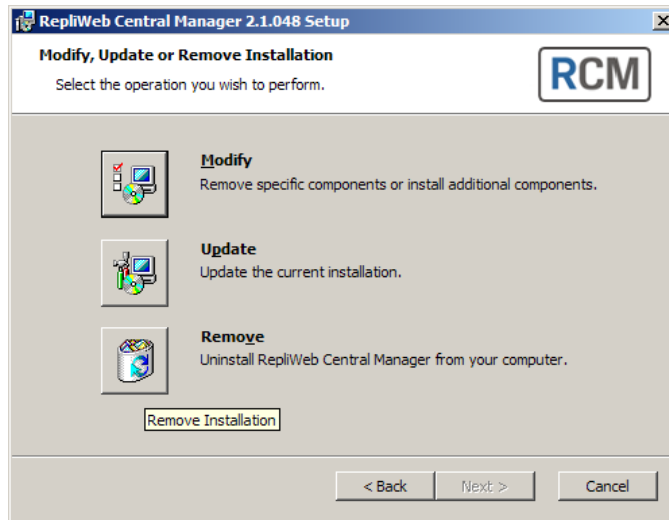 RepliWeb Central Manager 2.1.048 Setup
Modify, Update or Remove Installation
Select the operation you wish to perform.
RCM
Modify
Remove specific components or install additional components.
Update
Update the current installation.
Remove
Uninstall RepliWeb Central Manager from your computer.
Remove Installation
< Back
Next >
Cancel